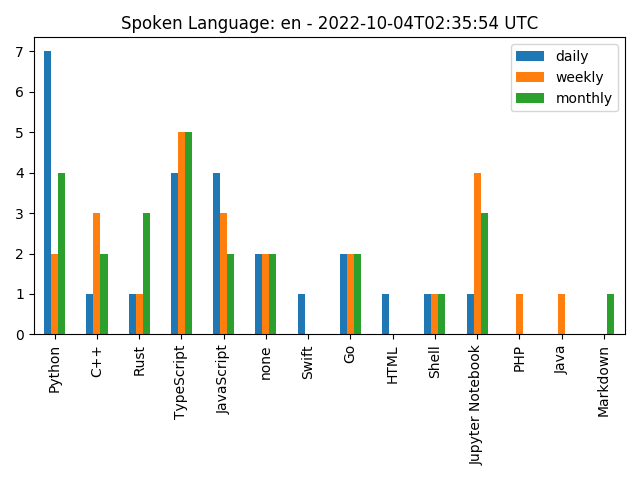 Spoken Language: en - 2022-10-04T02:35:54 UTC
daily
weekly
monthly
7
6
5
4
3
2
1
0
Python
C++
Rust
TypeScript
JavaScript
none
Swift
Go
HTML
Shell
Jupyter Notebook
PHP
Java
Markdown